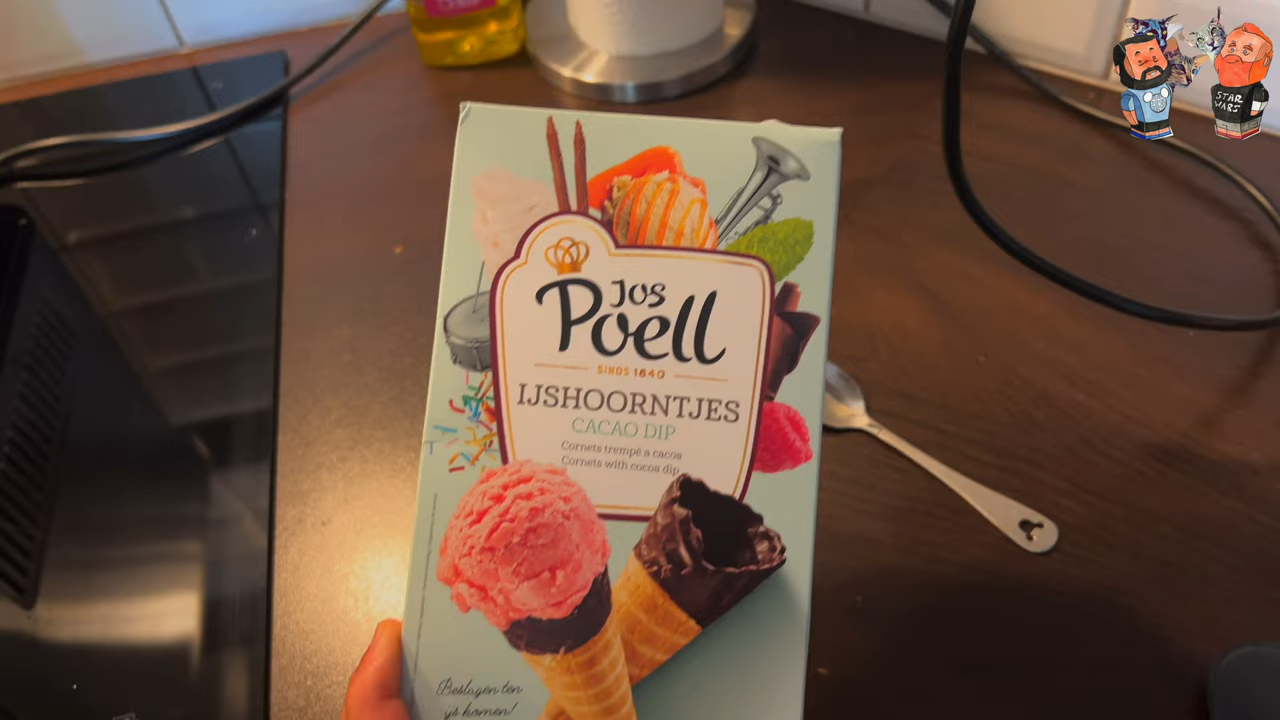 Jos
Poell
SINDS 1840
IJSHOORNTJES
CACAO DIP
Cornets trempé a cacoa
Cornets with cocoa dip
Beslagen ten
ijs komen!
STAR
WARS